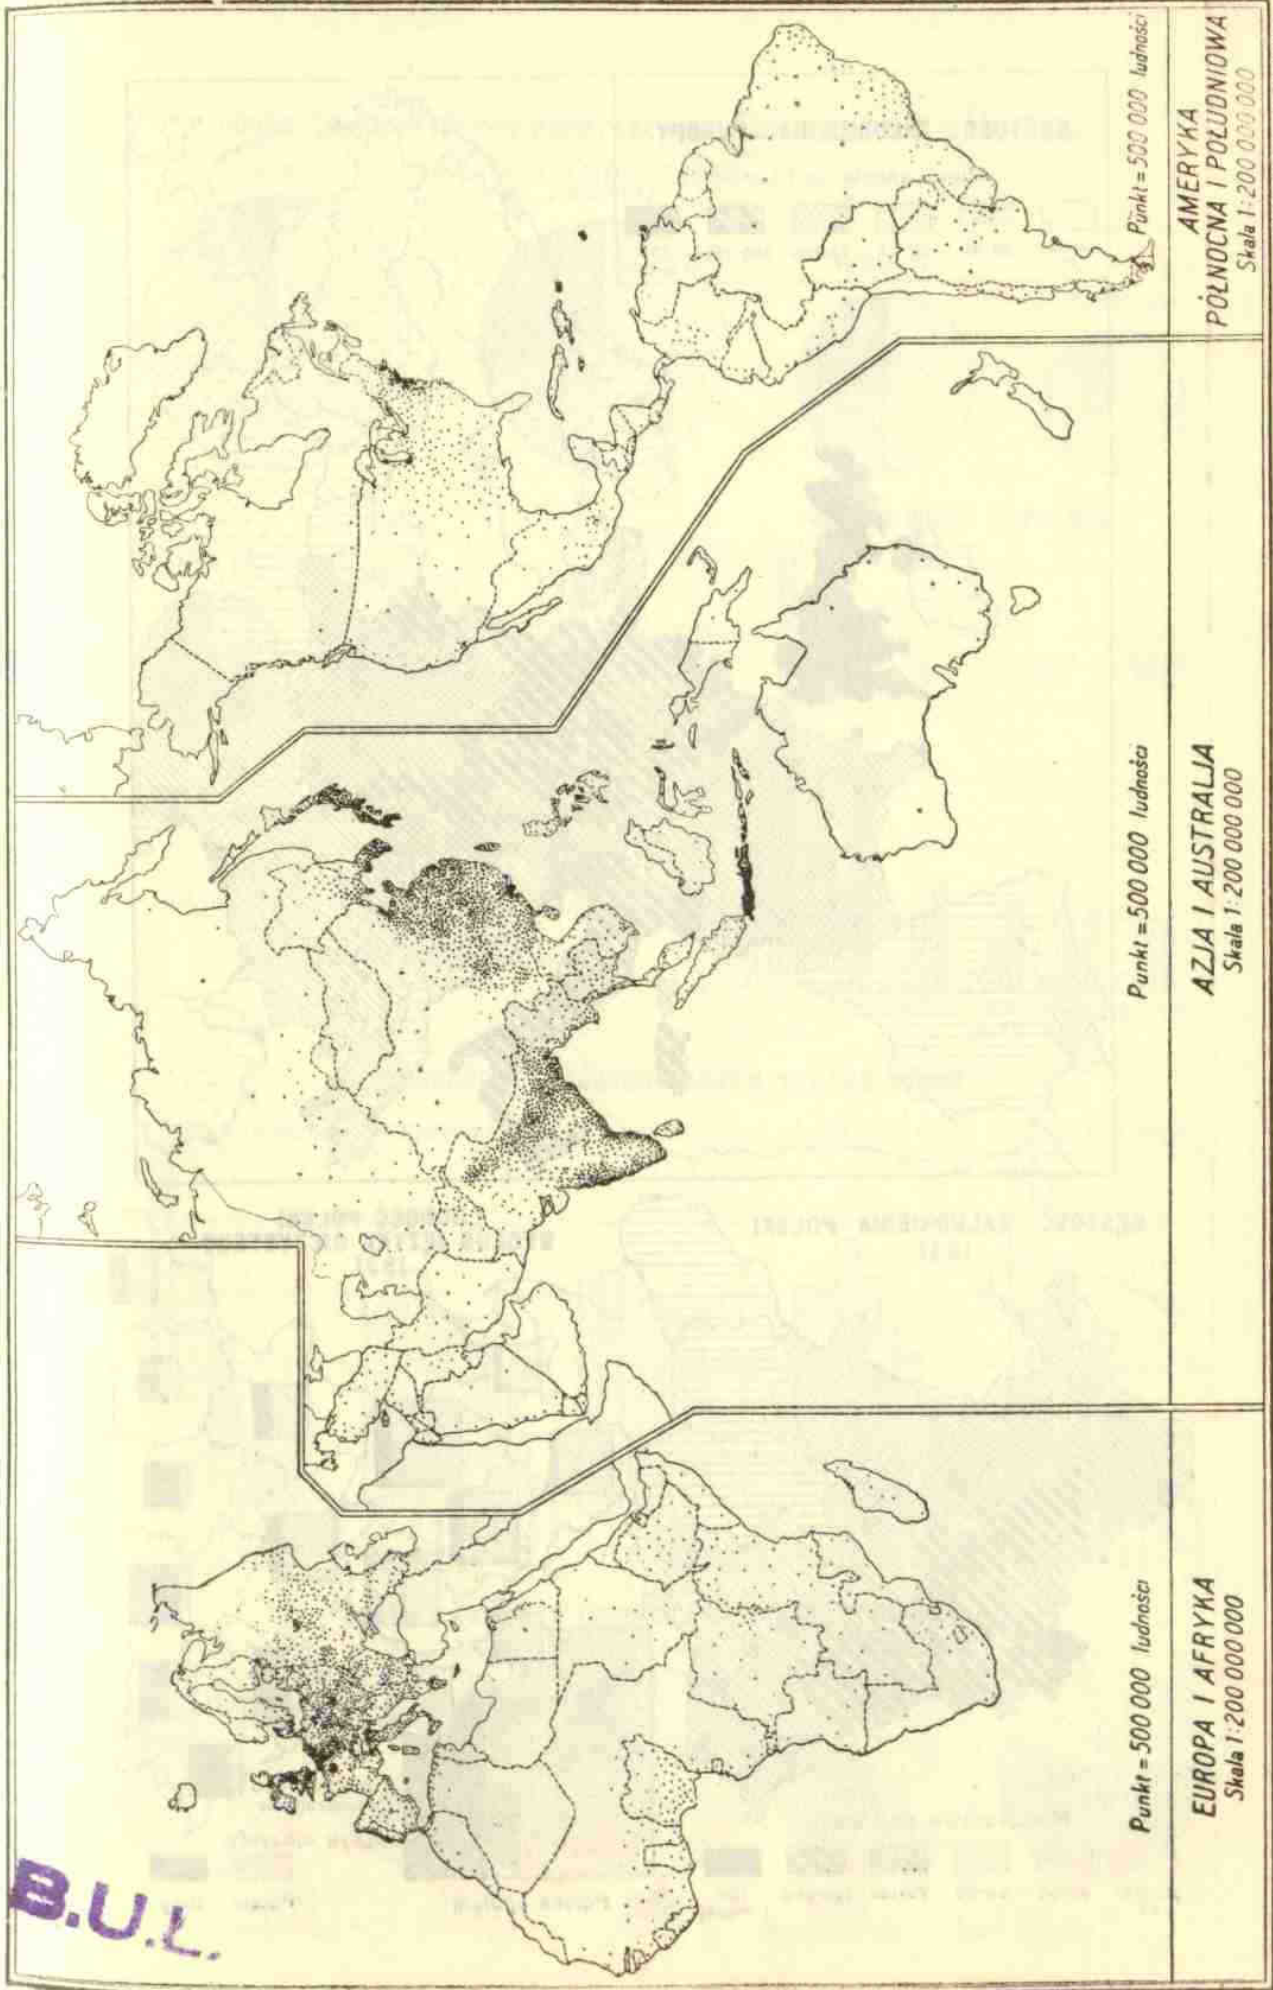 Punkt = 500 000 ludności
EUROPA I AFRYKA
Skala 1:200 000 000
Punkt = 500 000 ludności
AZJA I AUSTRALIA
Skala 1:200 000 000
Punkt = 500 000 ludności
AMERYKA
PÓŁNOCNA I POŁUDNIOWA
Skala 1:200 000 000
B.U.L.